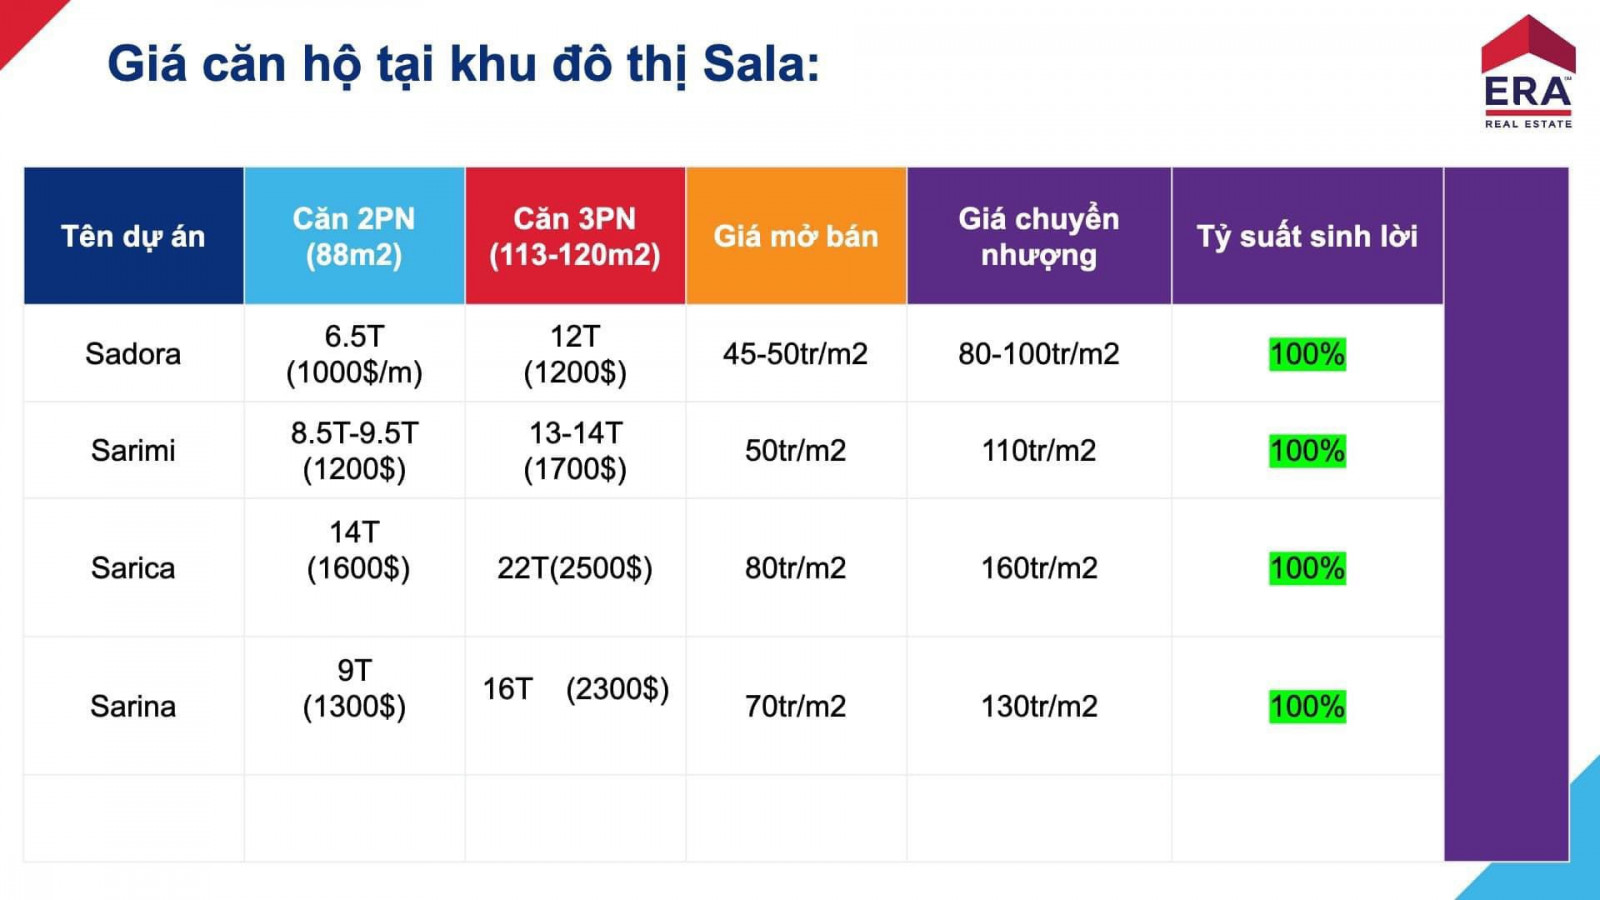 Giá căn hộ tại khu đô thị Sala:
ERA™
REAL ESTATE
Tên dự án
Căn 2PN
(88m2)
Căn 3PN
(113-120m2)
Giá mở bán
Giá chuyển
nhượng
Tỷ suất sinh lời
Sadora
6.5T
(1000$/m)
12T
(1200$)
45-50tr/m2
80-100tr/m2
100%
Sarimi
8.5T-9.5T
(1200$)
13-14T
(1700$)
50tr/m2
110tr/m2
100%
Sarica
14T
(1600$)
22T(2500$)
80tr/m2
160tr/m2
100%
Sarina
9T
(1300$)
16T (2300$)
70tr/m2
130tr/m2
100%